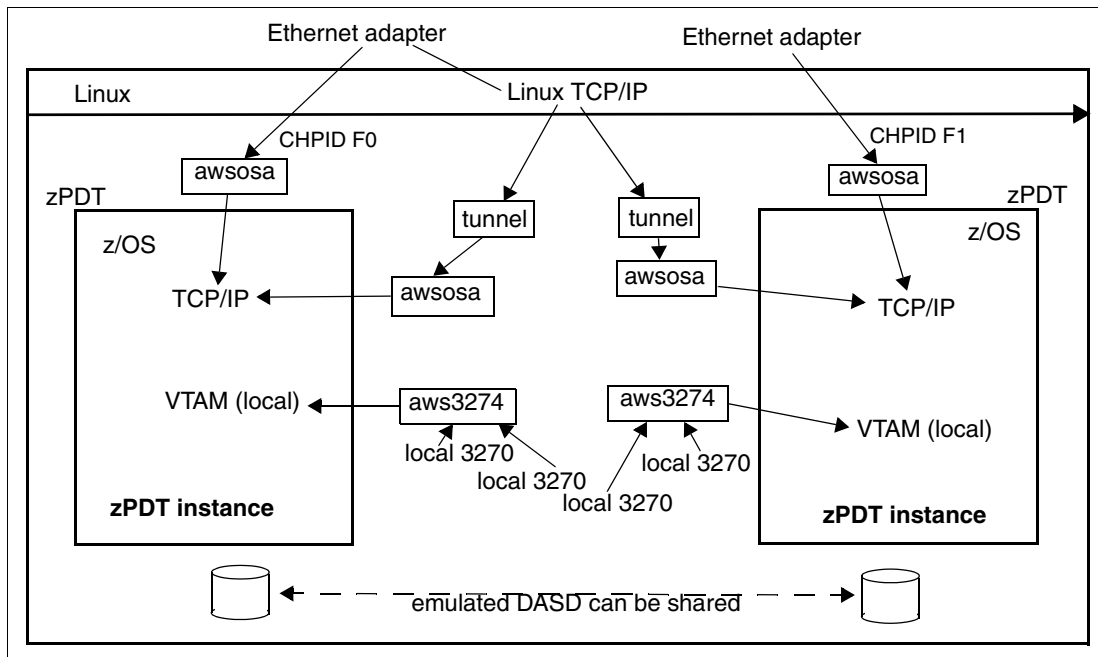 Ethernet adapter
Ethernet adapter
Linux
Linux TCP/IP
CHPID F0
CHPID F1
awsosa
awsosa
zPDT
zPDT
tunnel
tunnel
z/OS
z/OS
awsosa
awsosa
TCP/IP
TCP/IP
VTAM (local)
aws3274
aws3274
VTAM (local)
local 3270
local 3270
local 3270
local 3270
zPDT instance
zPDT instance
emulated DASD can be shared